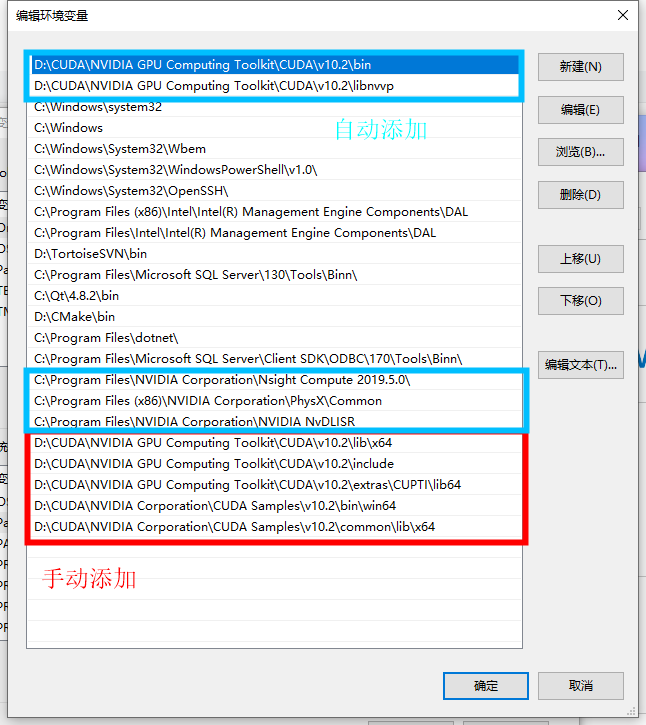 编辑环境变量
D:\CUDA\NVIDIA GPU Computing Toolkit\CUDA\v10.2\bin
D:\CUDA\NVIDIA GPU Computing Toolkit\CUDA\v10.2\libnvvp
C:\Windows\system32
C:\Windows
C:\Windows\System32\Wbem
C:\Windows\System32\WindowsPowerShell\v1.0\
C:\Windows\System32\OpenSSH\
C:\Program Files (x86)\Intel\Intel(R) Management Engine Components\DAL
C:\Program Files\Intel\Intel(R) Management Engine Components\DAL
D:\TortoiseSVN\bin
C:\Program Files\Microsoft SQL Server\130\Tools\Binn\
C:\Qt\4.8.2\bin
D:\CMake\bin
C:\Program Files\dotnet\
C:\Program Files\Microsoft SQL Server\Client SDK\ODBC\170\Tools\Binn\
C:\Program Files\NVIDIA Corporation\Nsight Compute 2019.5.0\
C:\Program Files (x86)\NVIDIA Corporation\PhysX\Common
C:\Program Files\NVIDIA Corporation\NVIDIA NvDLISR
D:\CUDA\NVIDIA GPU Computing Toolkit\CUDA\v10.2\lib\x64
D:\CUDA\NVIDIA GPU Computing Toolkit\CUDA\v10.2\include
D:\CUDA\NVIDIA GPU Computing Toolkit\CUDA\v10.2\extras\CUPTI\lib64
D:\CUDA\NVIDIA Corporation\CUDA Samples\v10.2\bin\win64
D:\CUDA\NVIDIA Corporation\CUDA Samples\v10.2\common\lib\x64
自动添加
手动添加
新建(N)
编辑(E)
浏览(B)...
删除(D)
上移(U)
下移(O)
编辑文本(T)...
确定
取消